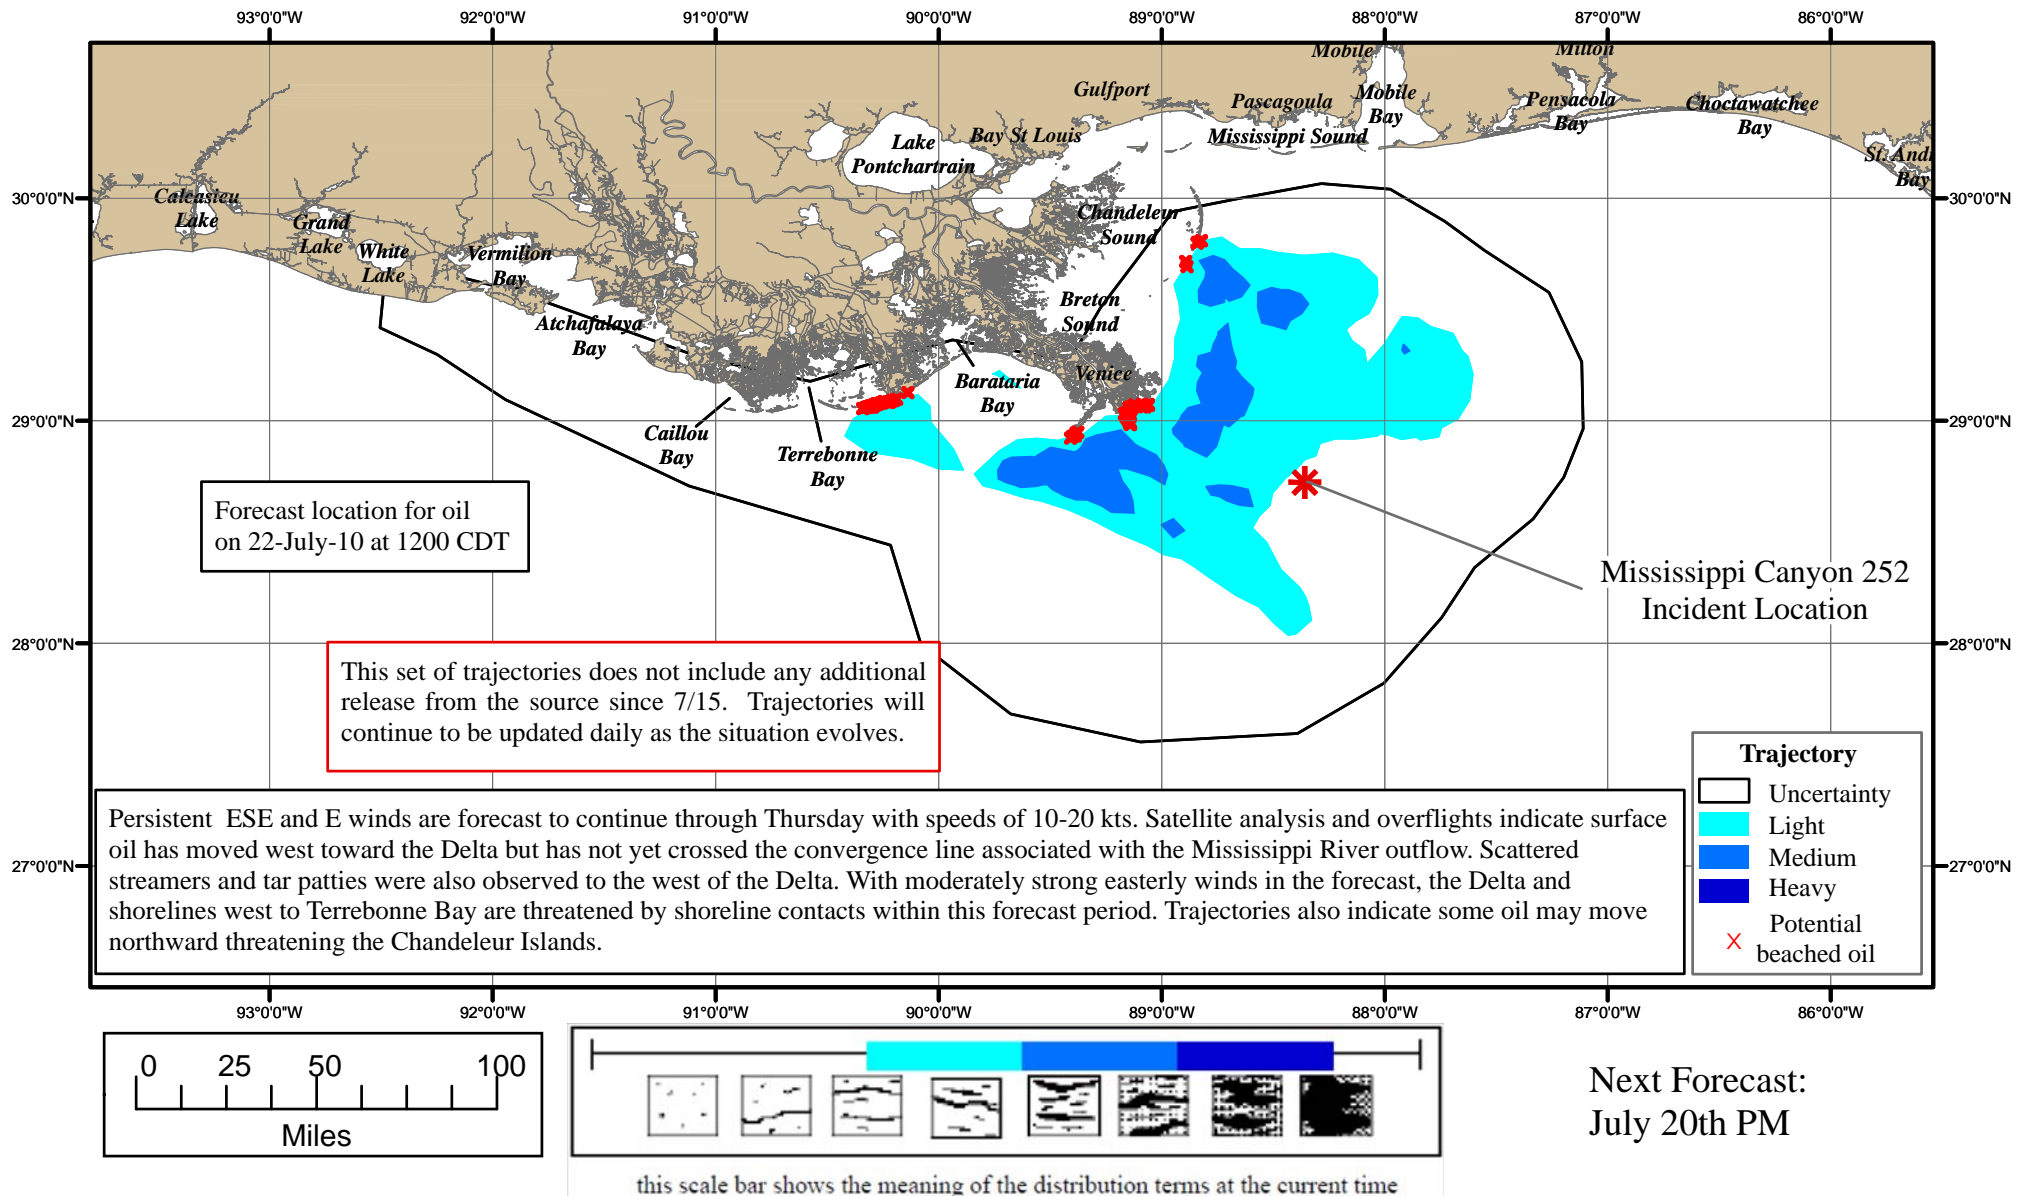 93°0'0"W 92°0'0"W 91°0'0"W 90°0'0"W 89°0'0"W 88°0'0"W 87°0'0"W 86°0'0"W
Mobile
Milton
Gulfport
Pascagoula
Mobile
Bay
Pensacola
Bay
Choctawatchee
Bay
Bay St Louis
Mississippi Sound
Lake
Pontchartrain
St. Andr
Bay
30°0'0"N
30°0'0"N
Calcasieu
Lake
Grand
Lake
White
Lake
Vermilion
Bay
Chandeleur
Sound
Breton
Sound
Atchafalaya
Bay
Venice
Barataria
Bay
29°0'0"N
29°0'0"N
Caillou
Bay
Terrebonne
Bay
Forecast location for oil
on 22-July-10 at 1200 CDT
Mississippi Canyon 252
Incident Location
28°0'0"N
28°0'0"N
This set of trajectories does not include any additional
release from the source since 7/15. Trajectories will
continue to be updated daily as the situation evolves.
Trajectory
Uncertainty
Light
Medium
Heavy
Potential
beached oil
Persistent ESE and E winds are forecast to continue through Thursday with speeds of 10-20 kts. Satellite analysis and overflights indicate surface
oil has moved west toward the Delta but has not yet crossed the convergence line associated with the Mississippi River outflow. Scattered
streamers and tar patties were also observed to the west of the Delta. With moderately strong easterly winds in the forecast, the Delta and
shorelines west to Terrebonne Bay are threatened by shoreline contacts within this forecast period. Trajectories also indicate some oil may move
northward threatening the Chandeleur Islands.
27°0'0"N
27°0'0"N
93°0'0"W 92°0'0"W 91°0'0"W 90°0'0"W 89°0'0"W 88°0'0"W 87°0'0"W 86°0'0"W
0 25 50 100
Miles
Next Forecast:
July 20th PM
this scale bar shows the meaning of the distribution terms at the current time